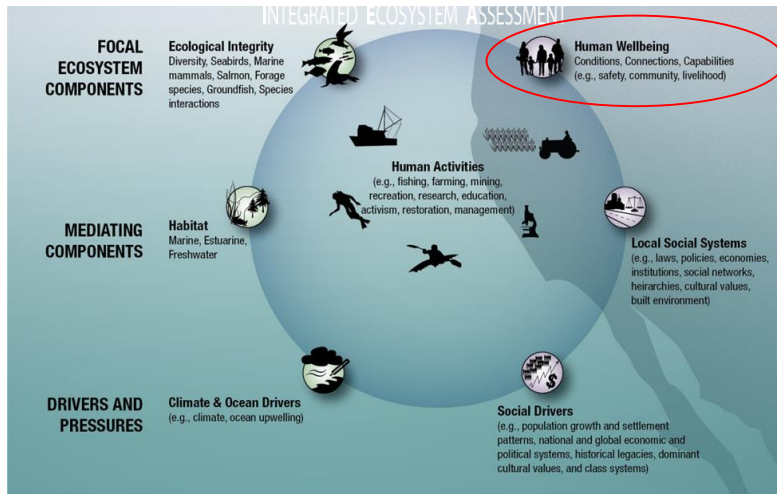 INTEGRATED ECOSYSTEM ASSESSMENT
FOCAL
ECOSYSTEM
COMPONENTS
Ecological Integrity
Diversity, Seabirds, Marine
mammals, Salmon, Forage
species, Groundfish, Species
interactions
Human Wellbeing
Conditions, Connections, Capabilities
(e.g., safety, community, livelihood)
Human Activities
(e.g., fishing, farming, mining,
recreation, research, education,
activism, restoration, management)
MEDIATING
COMPONENTS
Habitat
Marine, Estuarine,
Freshwater
Local Social Systems
(e.g., laws, policies, economies,
institutions, social networks,
heirarchies, cultural values,
built environment)
DRIVERS AND
PRESSURES
Climate & Ocean Drivers
(e.g., climate, ocean upwelling)
$
Social Drivers
(e.g., population growth and settlement
patterns, national and global economic and
political systems, historical legacies, dominant
cultural values, and class systems)